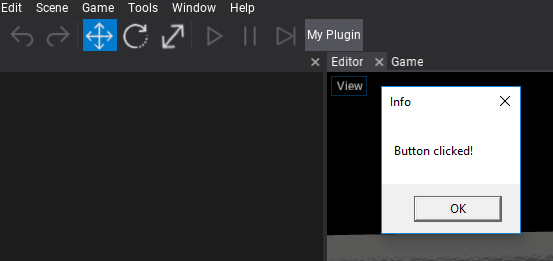 Edit Scene Game Tools Window Help
My Plugin
Editor Game
View
Info
Button clicked!
OK